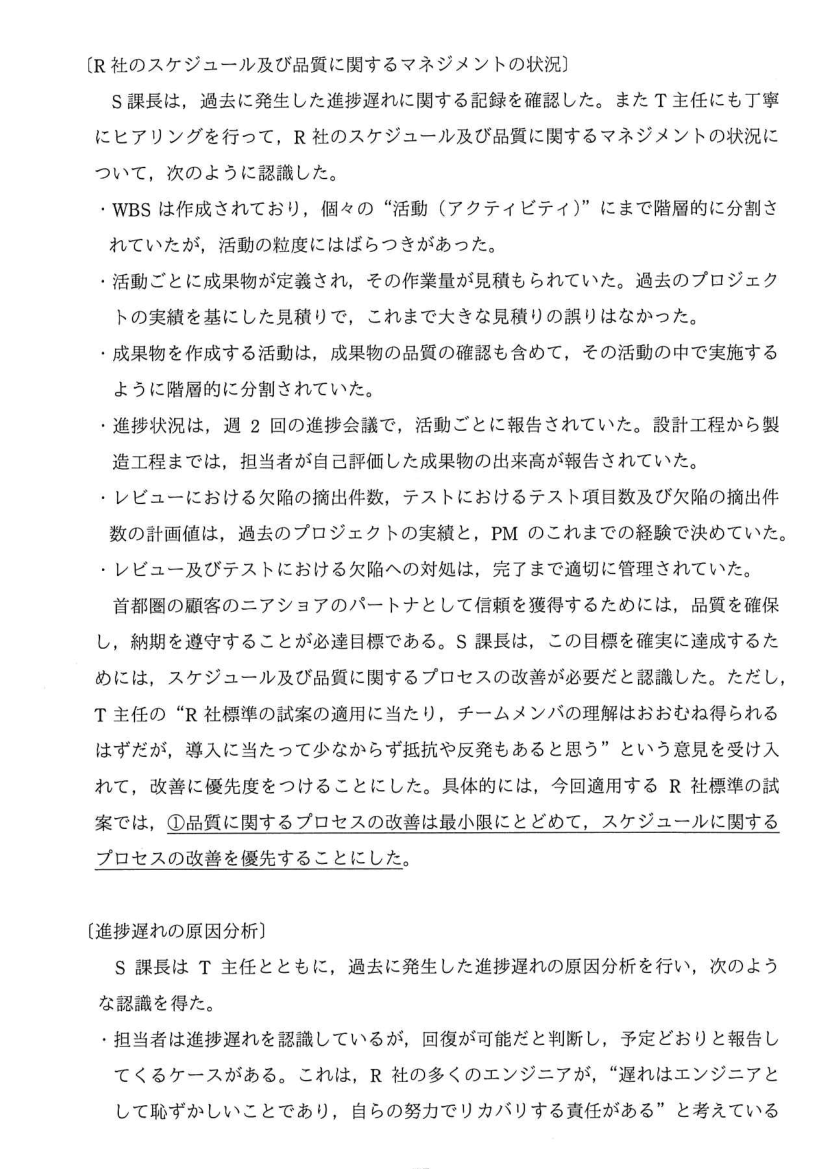 〔R 社のスケジュール及び品質に関するマネジメントの状況〕
S 課長は，過去に発生した進捗遅れに関する記録を確認した。また T 主任にも丁寧
にヒアリングを行って，R 社のスケジュール及び品質に関するマネジメントの状況に
ついて，次のように認識した。
・WBS は作成されており，個々の“活動（アクティビティ）”にまで階層的に分割さ
れていたが，活動の粒度にはばらつきがあった。
・活動ごとに成果物が定義され，その作業量が見積もられていた。過去のプロジェク
トの実績を基にした見積りで，これまで大きな見積りの誤りはなかった。
・成果物を作成する活動は，成果物の品質の確認も含めて，その活動の中で実施する
ように階層的に分割されていた。
・進捗状況は，週 2 回の進捗会議で，活動ごとに報告されていた。設計工程から製
造工程までは，担当者が自己評価した成果物の出来高が報告されていた。
・レビューにおける欠陥の摘出件数，テストにおけるテスト項目数及び欠陥の摘出件
数の計画値は，過去のプロジェクトの実績と，PM のこれまでの経験で決めていた。
・レビュー及びテストにおける欠陥への対処は，完了まで適切に管理されていた。
首都圏の顧客のニアショアのパートナとして信頼を獲得するためには，品質を確保
し，納期を遵守することが必達目標である。S 課長は，この目標を確実に達成するた
めには，スケジュール及び品質に関するプロセスの改善が必要だと認識した。ただし，
T 主任の“R 社標準の試案の適用に当たり，チームメンバの理解はおおむね得られる
はずだが，導入に当たって少なからず抵抗や反発もあると思う”という意見を受け入
れて，改善に優先度をつけることにした。具体的には，今回適用する R 社標準の試
案では，①品質に関するプロセスの改善は最小限にとどめて，スケジュールに関する
プロセスの改善を優先することにした。
〔進捗遅れの原因分析〕
S 課長は T 主任とともに，過去に発生した進捗遅れの原因分析を行い，次のよう
な認識を得た。
・担当者は進捗遅れを認識しているが，回復が可能だと判断し，予定どおりと報告し
てくるケースがある。これは，R 社の多くのエンジニアが，“遅れはエンジニアと
して恥ずかしいことであり，自らの努力でリカバリする責任がある”と考えている